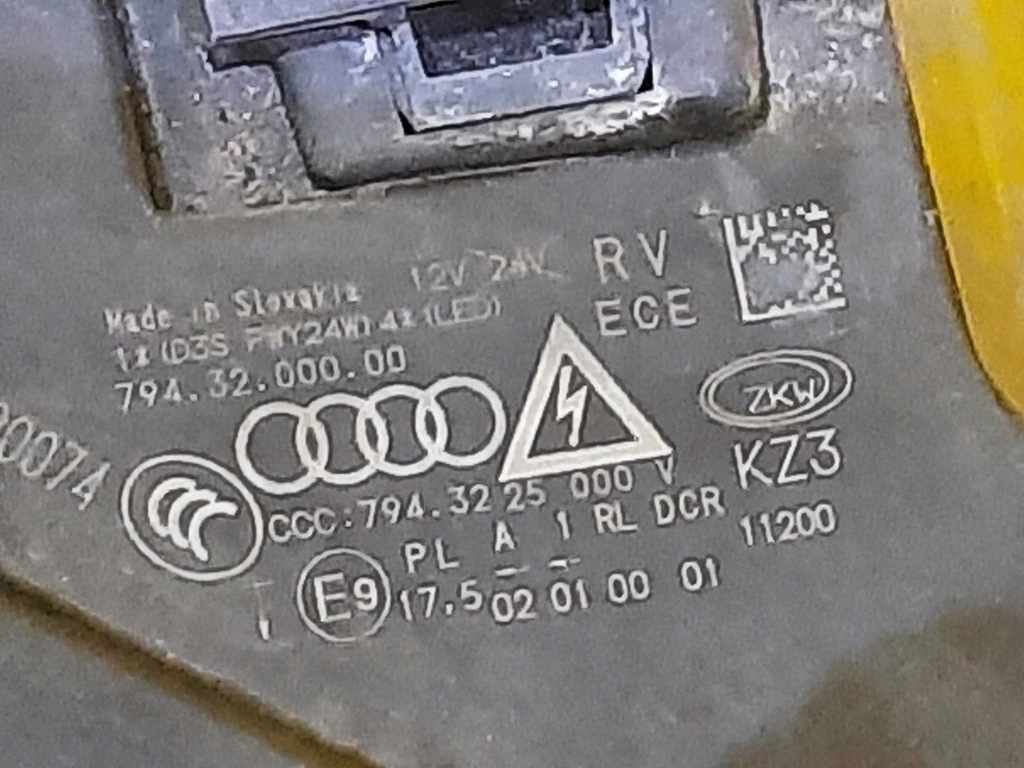 12V 24V RV
Made in Slovakia
ECE
1x(D3S PWY24W)4x(LED)
794.32.000.00
ZKW
0074
KZ3
25 000 V
CCC:794.32
PL A 1 RL DCR
11200
E9 17.5 02 01 00 01